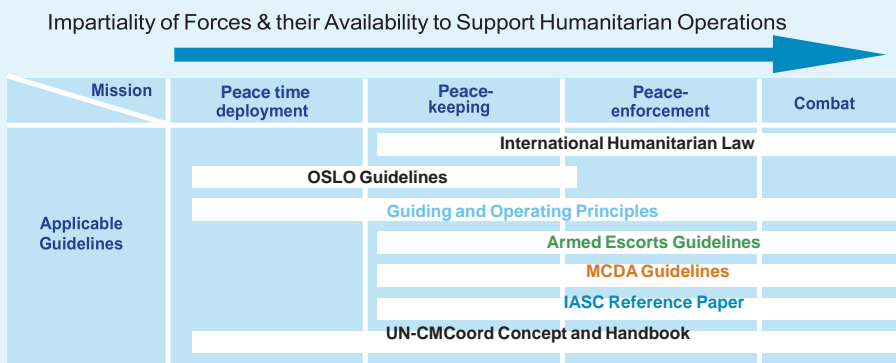 Impartiality of Forces & their Availability to Support Humanitarian Operations
Mission
Peace time
deployment
Peace-
keeping
Peace-
enforcement
Combat
Applicable
Guidelines
International Humanitarian Law
OSLO Guidelines
Guiding and Operating Principles
Armed Escorts Guidelines
MCDA Guidelines
IASC Reference Paper
UN-CMCoord Concept and Handbook